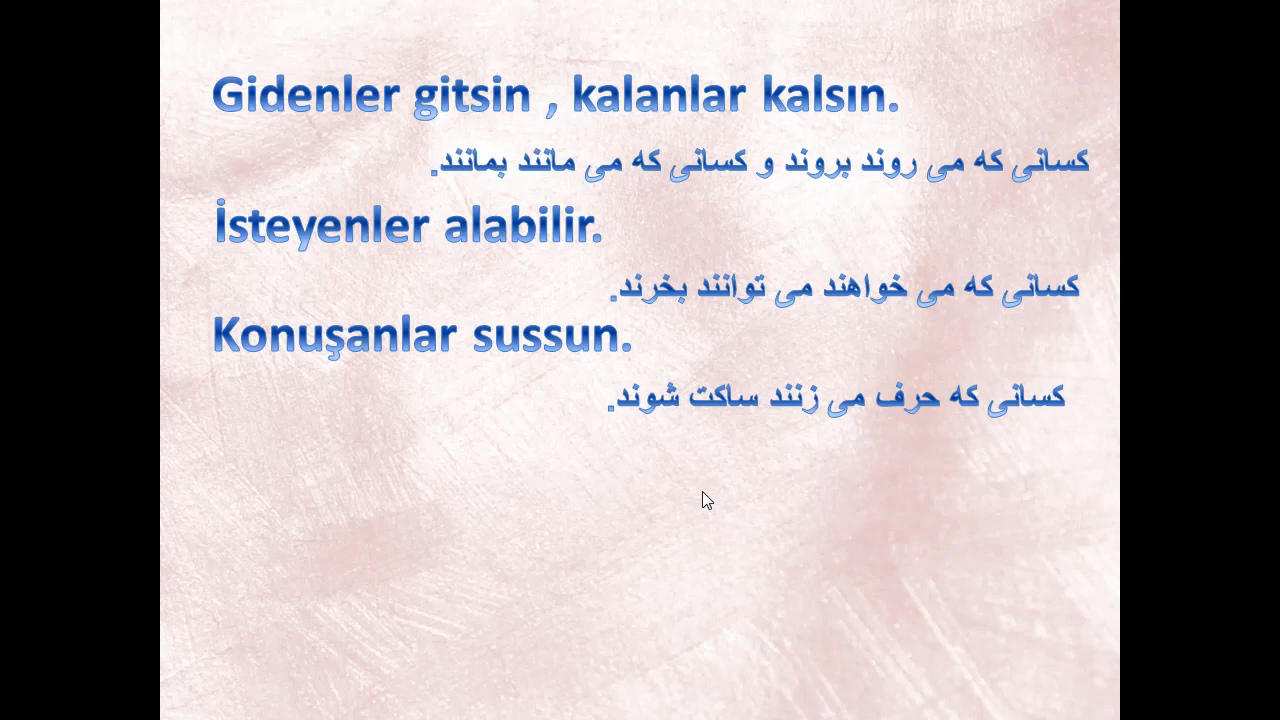 Gidenler gitsin , kalanlar kalsın.
کسانی که می روند بروند و کسانی که می مانند بمانند.
İsteyenler alabilir.
کسانی که می خواهند می توانند بخرند.
Konuşanlar sussun.
کسانی که حرف می زنند ساکت شوند.